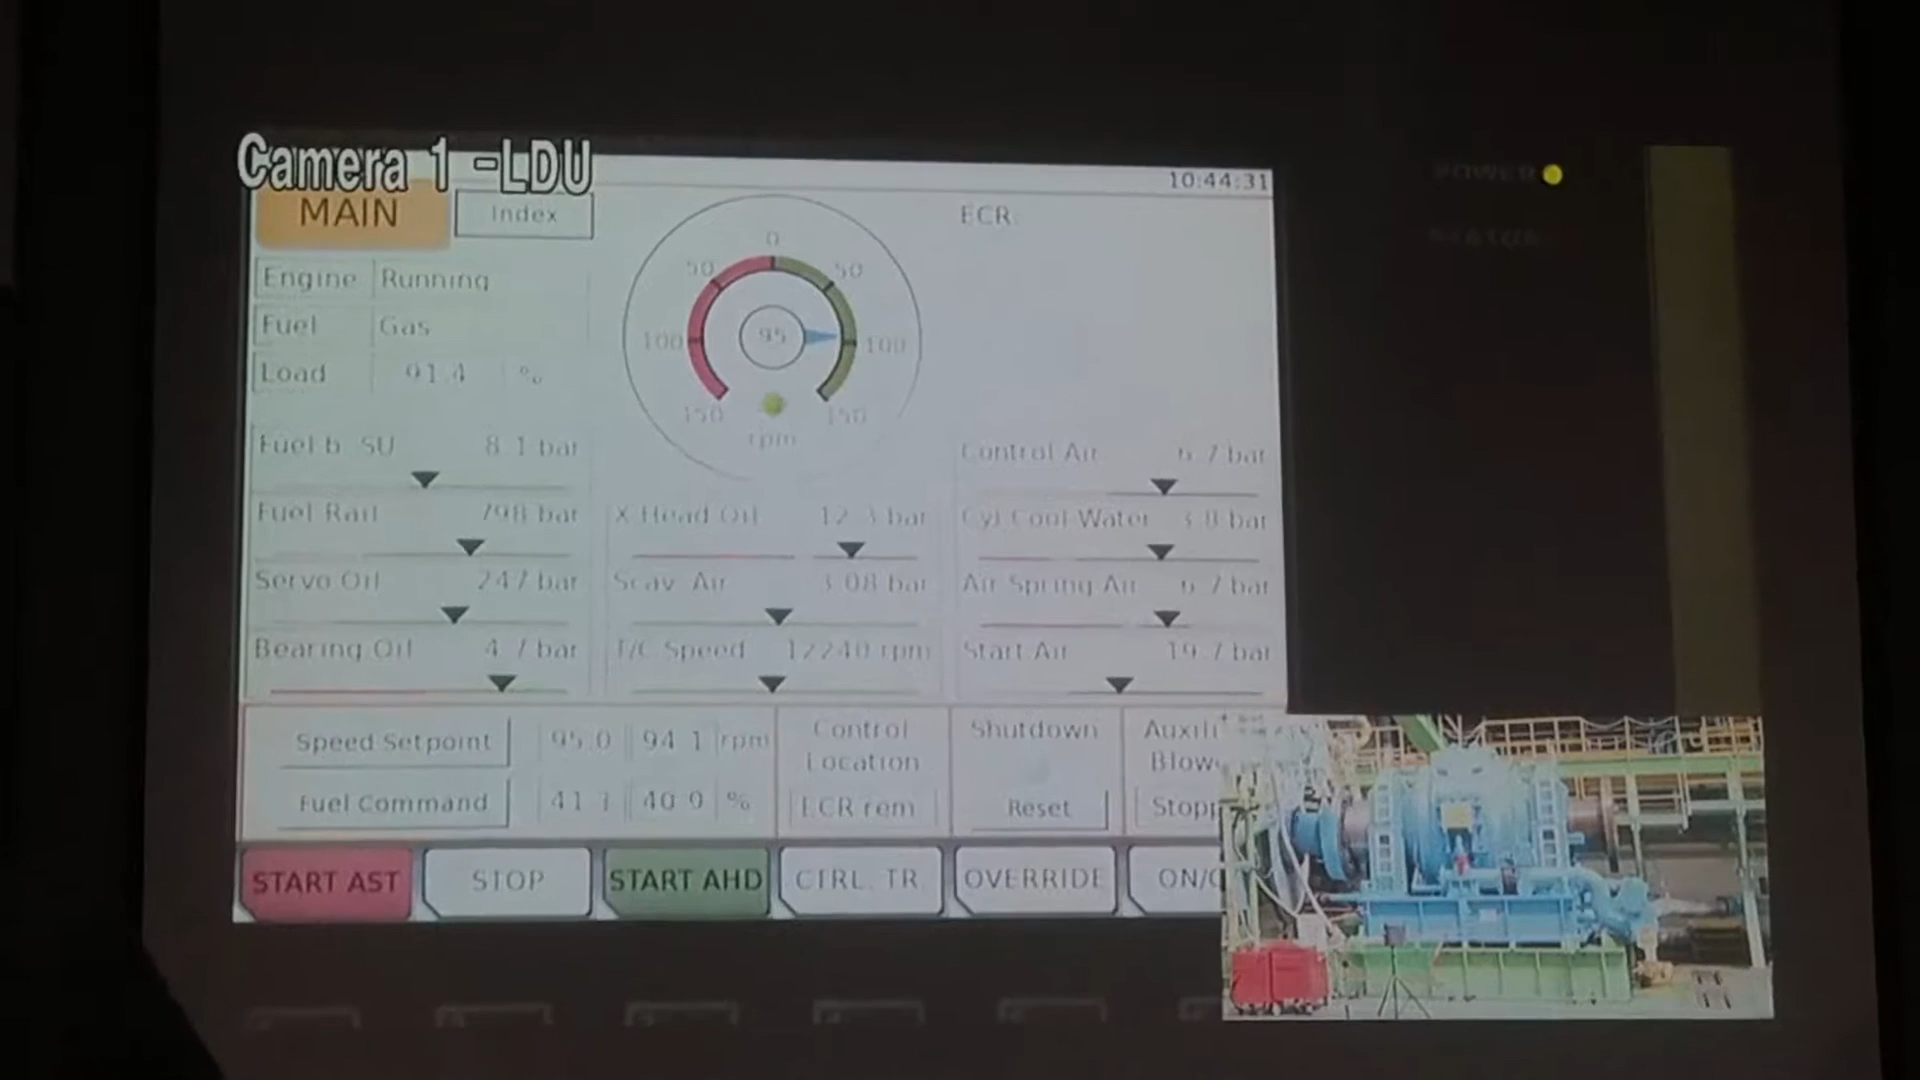 Camera 1 -LDU
10:44:31
MAIN
Index
ECR:
Engine Running
Fuel Gas
Load 91.4 %
0
50 50
100 95 100
150 150
rpm
Fuel b. SU 8.1 bar
Control Air 6.7 bar
Fuel Rail 798 bar
X Head Oil 12.3 bar
Cyl Cool Water 3.8 bar
Servo Oil 247 bar
Scav. Air 3.08 bar
Air Spring Air 6.7 bar
Bearing Oil 4.7 bar
T/C Speed 12240 rpm
Start Air 19.7 bar
Speed Setpoint 95.0 94.1 rpm
Fuel Command 41.1 40.9 %
Control
Location
ECR rem
Shutdown
Reset
Auxili
Blow
Stopp
START AST STOP START AHD CTRL. TR. OVERRIDE ON/
POWER